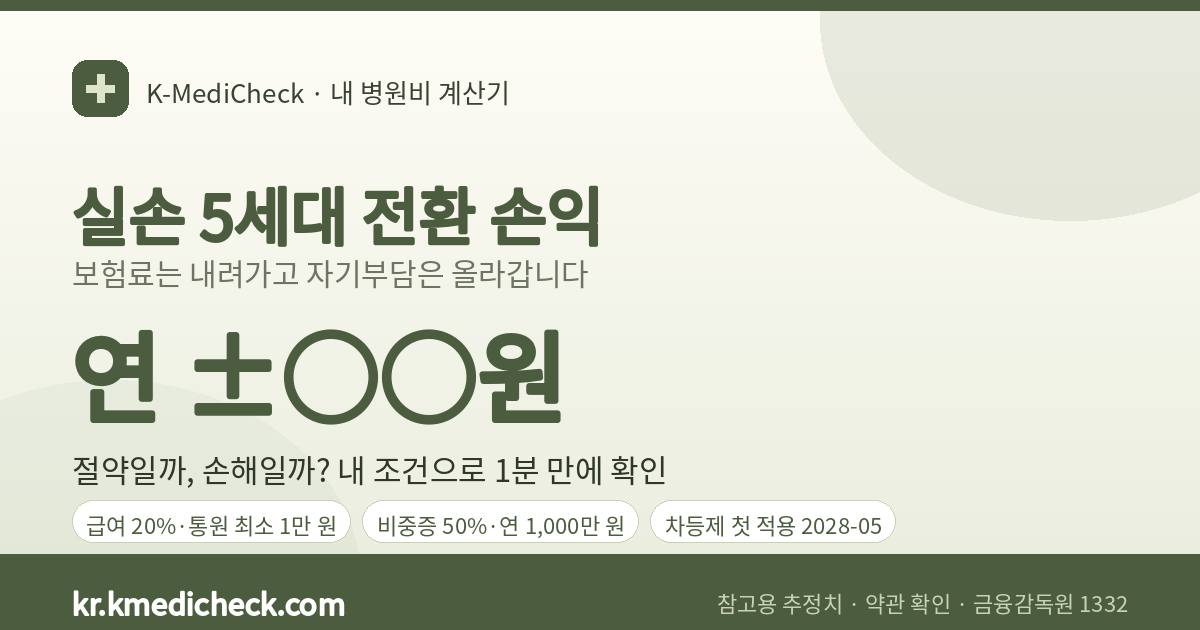 K-MediCheck · 내 병원비 계산기
실손 5세대 전환 손익
보험료는 내려가고 자기부담은 올라갑니다
연 ±○○원
절약일까, 손해일까? 내 조건으로 1분 만에 확인
급여 20%·통원 최소 1만 원
비중증 50%·연 1,000만 원
차등제 첫 적용 2028-05
kr.kmedicheck.com
참고용 추정치 · 약관 확인 · 금융감독원 1332